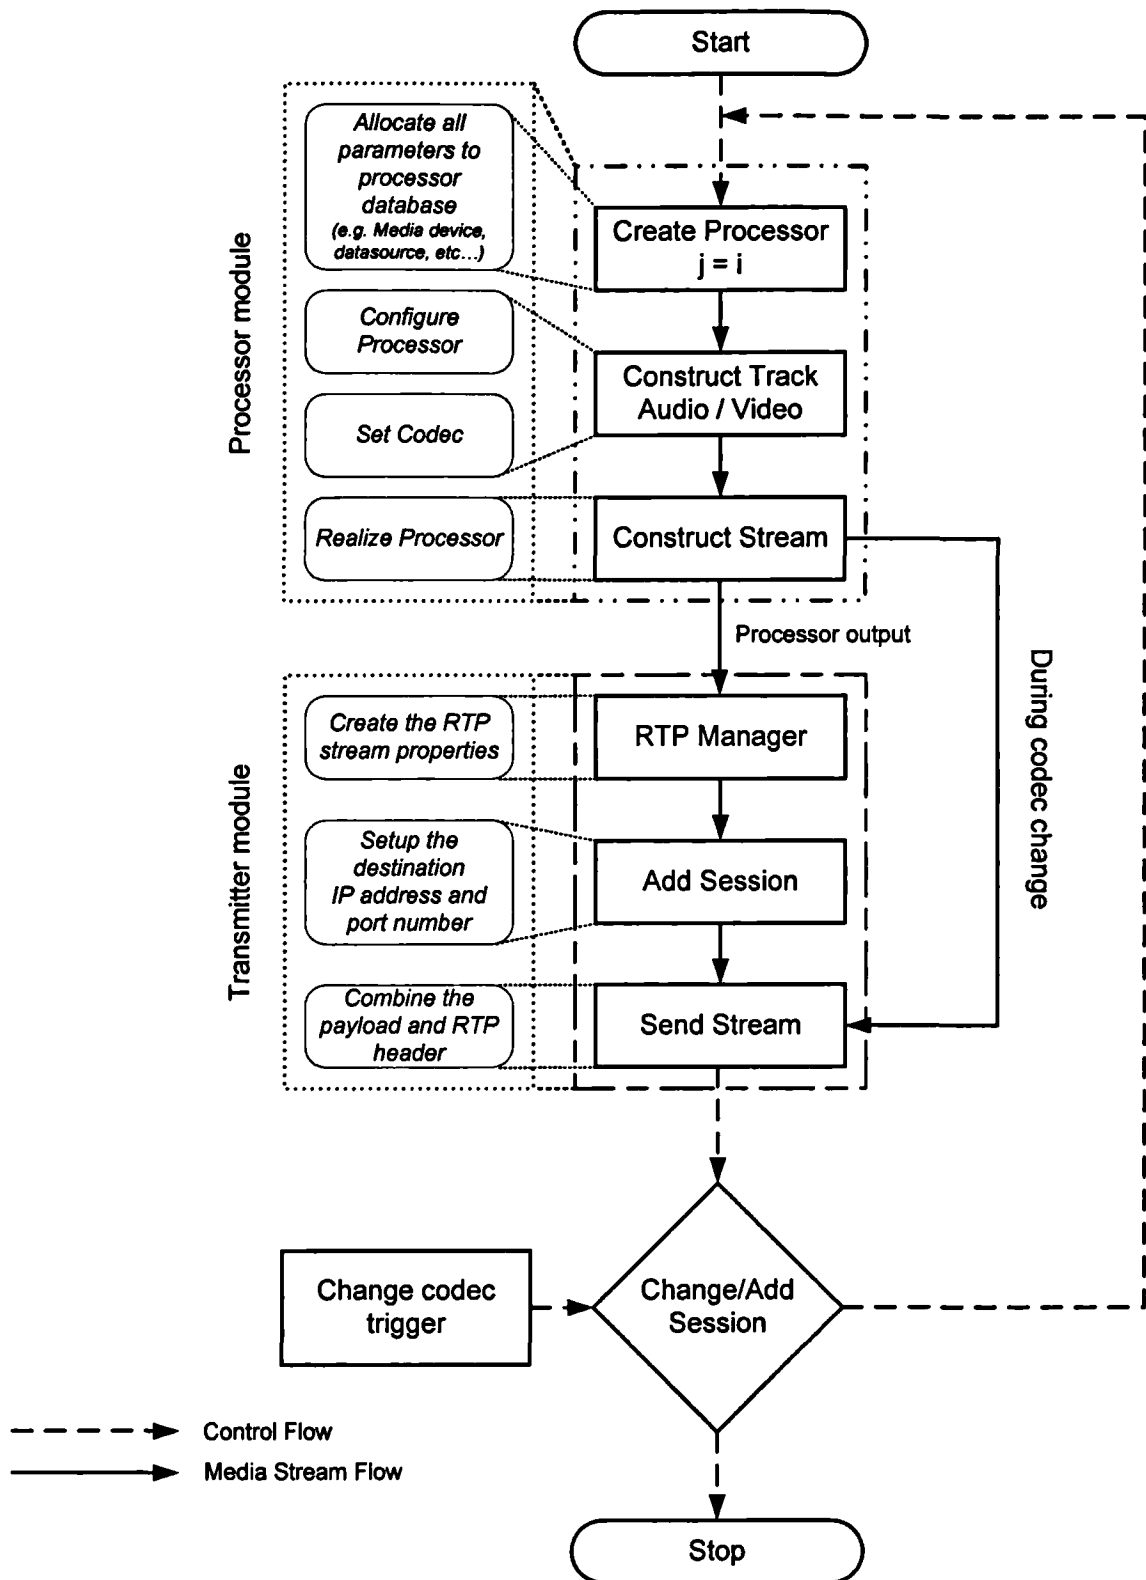 Start
Processor module
Allocate all
parameters to
processor
database
(e.g. Media device,
datasource, etc...)
Configure
Processor
Set Codec
Realize Processor
Create Processor
j = i
Construct Track
Audio / Video
Construct Stream
Processor output
During codec change
Transmitter module
Create the RTP
stream properties
Setup the
destination
IP address and
port number
Combine the
payload and RTP
header
RTP Manager
Add Session
Send Stream
Change codec
trigger
Change/Add
Session
Control Flow
Media Stream Flow
Stop